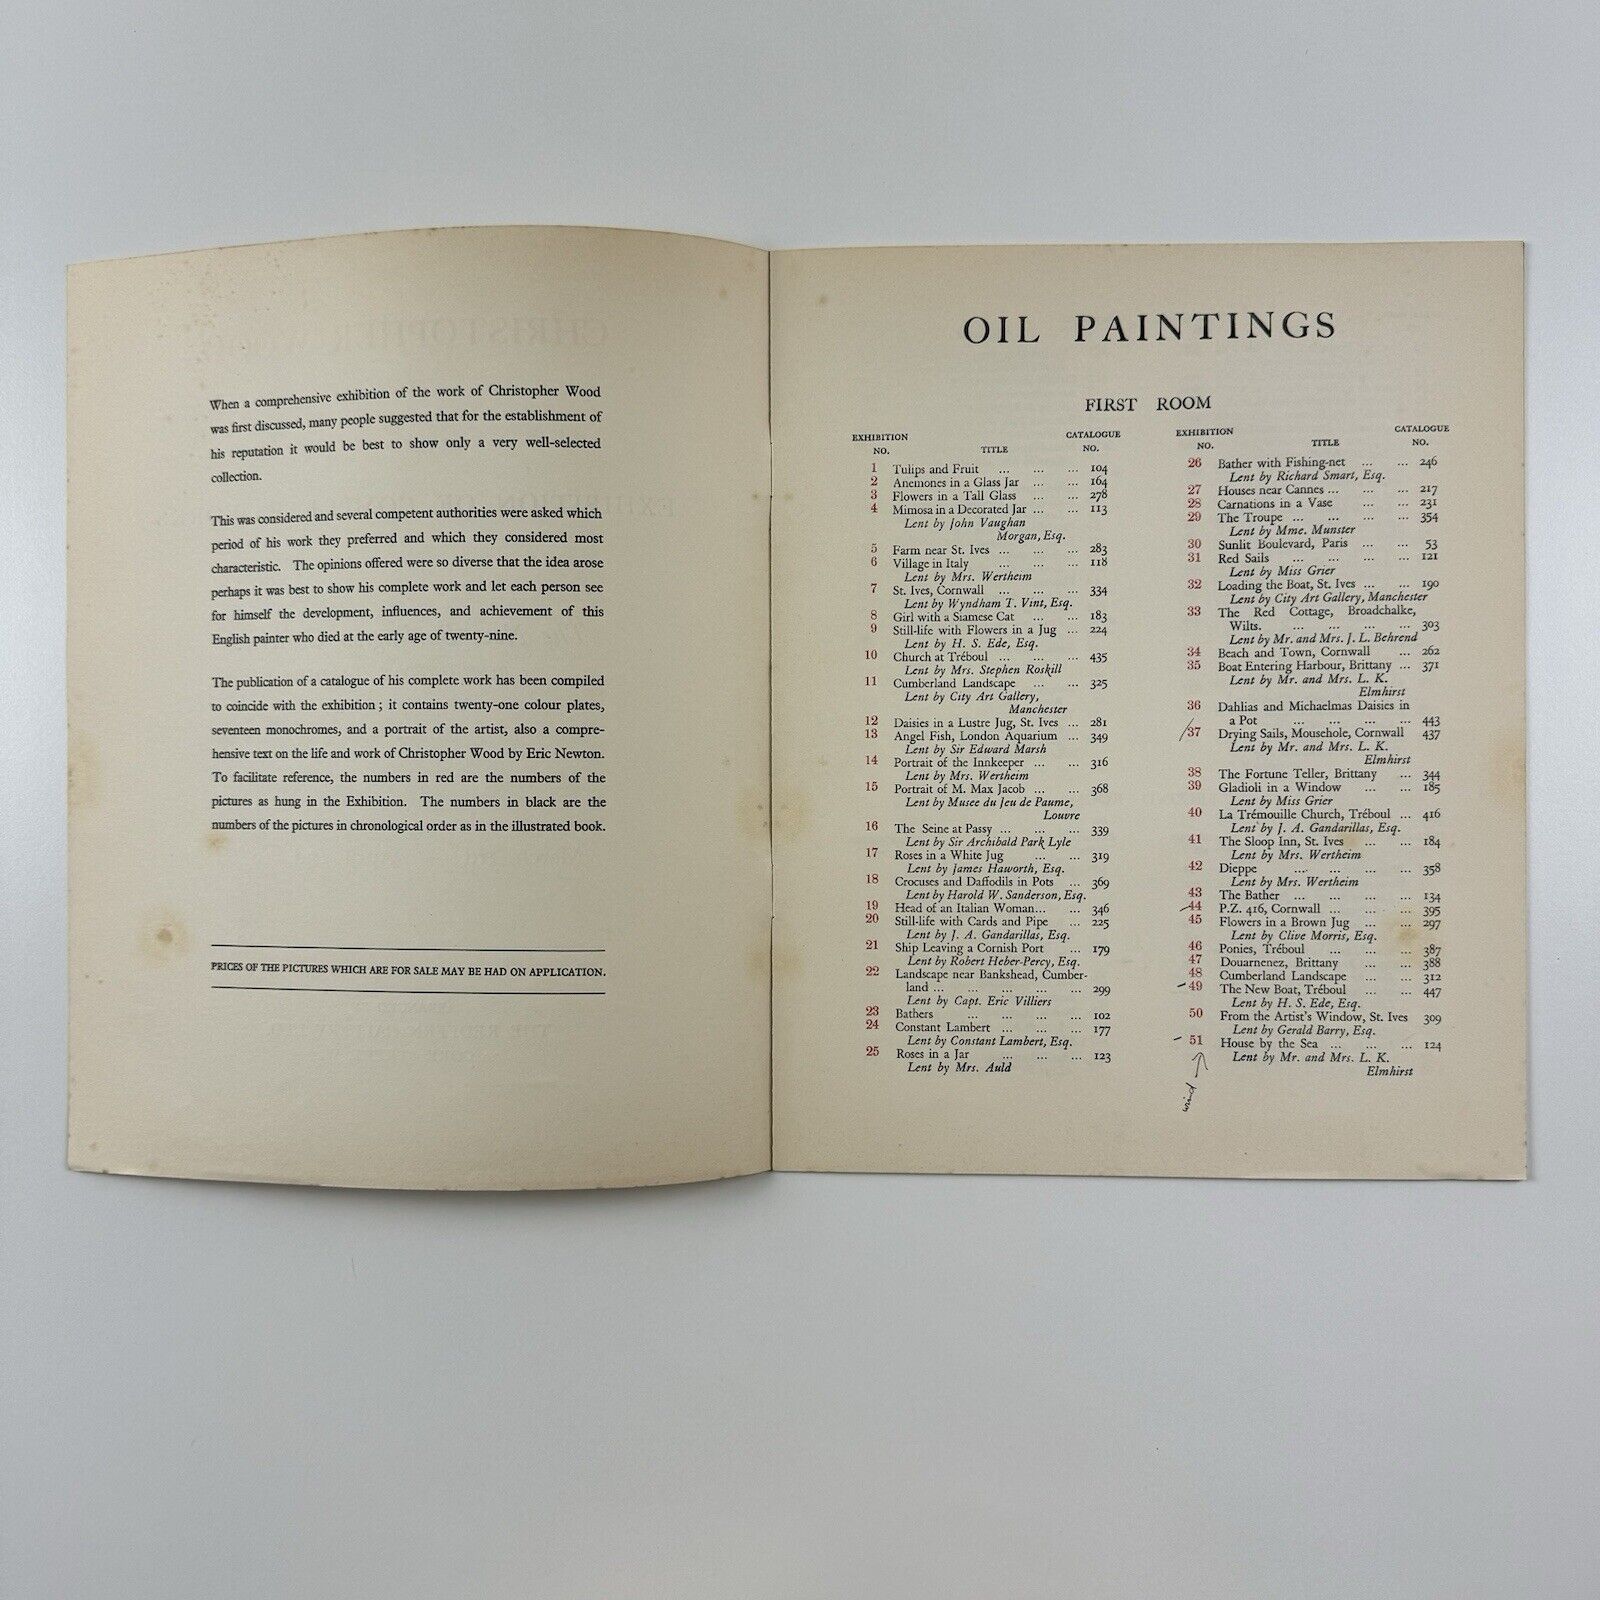 When a comprehensive exhibition of the work of Christopher Wood
was first discussed, many people suggested that for the establishment of
his reputation it would be best to show only a very well-selected
collection.
This was considered and several competent authorities were asked which
period of his work they preferred and which they considered most
characteristic. The opinions offered were so diverse that the idea arose
perhaps it was best to show his complete work and let each person see
for himself the development, influences, and achievement of this
English painter who died at the early age of twenty-nine.
The publication of a catalogue of his complete work has been compiled
to coincide with the exhibition; it contains twenty-one colour plates,
seventeen monochromes, and a portrait of the artist, also a compre-
hensive text on the life and work of Christopher Wood by Eric Newton.
To facilitate reference, the numbers in red are the numbers of the
pictures as hung in the Exhibition. The numbers in black are the
numbers of the pictures in chronological order as in the illustrated book.
PRICES OF THE PICTURES WHICH ARE FOR SALE MAY BE HAD ON APPLICATION.
OIL PAINTINGS
FIRST ROOM
EXHIBITION CATALOGUE
NO. TITLE NO.
1 Tulips and Fruit ... ... ... 104
2 Anemones in a Glass Jar ... ... 164
3 Flowers in a Tall Glass ... ... 278
4 Mimosa in a Decorated Jar ... ... 113
Lent by John Vaughan
Morgan, Esq.
5 Farm near St. Ives ... ... ... 283
6 Village in Italy ... ... ... 118
Lent by Mrs. Wertheim
7 St. Ives, Cornwall ... ... ... 334
Lent by Wyndham T. Vint, Esq.
8 Girl with a Siamese Cat ... ... 183
9 Still-life with Flowers in a Jug ... 224
Lent by H. S. Ede, Esq.
10 Church at Tréboul ... ... ... 435
Lent by Mrs. Stephen Roskill
11 Cumberland Landscape ... ... 325
Lent by City Art Gallery,
Manchester
12 Daisies in a Lustre Jug, St. Ives ... 281
13 Angel Fish, London Aquarium ... 349
Lent by Sir Edward Marsh
14 Portrait of the Innkeeper ... ... 316
Lent by Mrs. Wertheim
15 Portrait of M. Max Jacob ... ... 368
Lent by Musee du Jeu de Paume,
Louvre
16 The Seine at Passy ... ... ... 339
Lent by Sir Archibald Park Lyle
17 Roses in a White Jug ... ... 319
Lent by James Haworth, Esq.
18 Crocuses and Daffodils in Pots ... 369
Lent by Harold W. Sanderson, Esq.
19 Head of an Italian Woman... ... 346
20 Still-life with Cards and Pipe ... 225
Lent by J. A. Gandarillas, Esq.
21 Ship Leaving a Cornish Port ... 179
Lent by Robert Heber-Percy, Esq.
22 Landscape near Bankshead, Cumber-
land ... ... ... ... ... 299
Lent by Capt. Eric Villiers
23 Bathers ... ... ... ... 102
24 Constant Lambert ... ... ... 177
Lent by Constant Lambert, Esq.
25 Roses in a Jar ... ... ... 123
Lent by Mrs. Auld
EXHIBITION CATALOGUE
NO. TITLE NO.
26 Bather with Fishing-net ... ... 246
Lent by Richard Smart, Esq.
27 Houses near Cannes ... ... ... 217
28 Carnations in a Vase ... ... 231
29 The Troupe ... ... ... ... 354
Lent by Mme. Munster
30 Sunlit Boulevard, Paris ... ... 53
31 Red Sails ... ... ... ... 121
Lent by Miss Grier
32 Loading the Boat, St. Ives ... ... 190
Lent by City Art Gallery, Manchester
33 The Red Cottage, Broadchalke,
Wilts. ... ... ... ... 303
Lent by Mr. and Mrs. J. L. Behrend
34 Beach and Town, Cornwall ... 262
35 Boat Entering Harbour, Brittany ... 371
Lent by Mr. and Mrs. L. K.
Elmhirst
36 Dahlias and Michaelmas Daisies in
a Pot ... ... ... ... 443
37 Drying Sails, Mousehole, Cornwall 437
Lent by Mr. and Mrs. L. K.
Elmhirst
38 The Fortune Teller, Brittany ... 344
39 Gladioli in a Window ... ... 185
Lent by Miss Grier
40 La Trémouille Church, Tréboul ... 416
Lent by J. A. Gandarillas, Esq.
41 The Sloop Inn, St. Ives ... ... 184
Lent by Mrs. Wertheim
42 Dieppe ... ... ... ... 358
Lent by Mrs. Wertheim
43 The Bather ... ... ... ... 134
44 P.Z. 416, Cornwall ... ... ... 395
45 Flowers in a Brown Jug ... ... 297
Lent by Clive Morris, Esq.
46 Ponies, Tréboul ... ... ... 387
47 Douarnenez, Brittany ... ... 388
48 Cumberland Landscape ... ... 312
49 The New Boat, Tréboul ... ... 447
Lent by H. S. Ede, Esq.
50 From the Artist's Window, St. Ives 309
Lent by Gerald Barry, Esq.
51 House by the Sea ... ... ... 124
Lent by Mr. and Mrs. L. K.
Elmhirst
wind